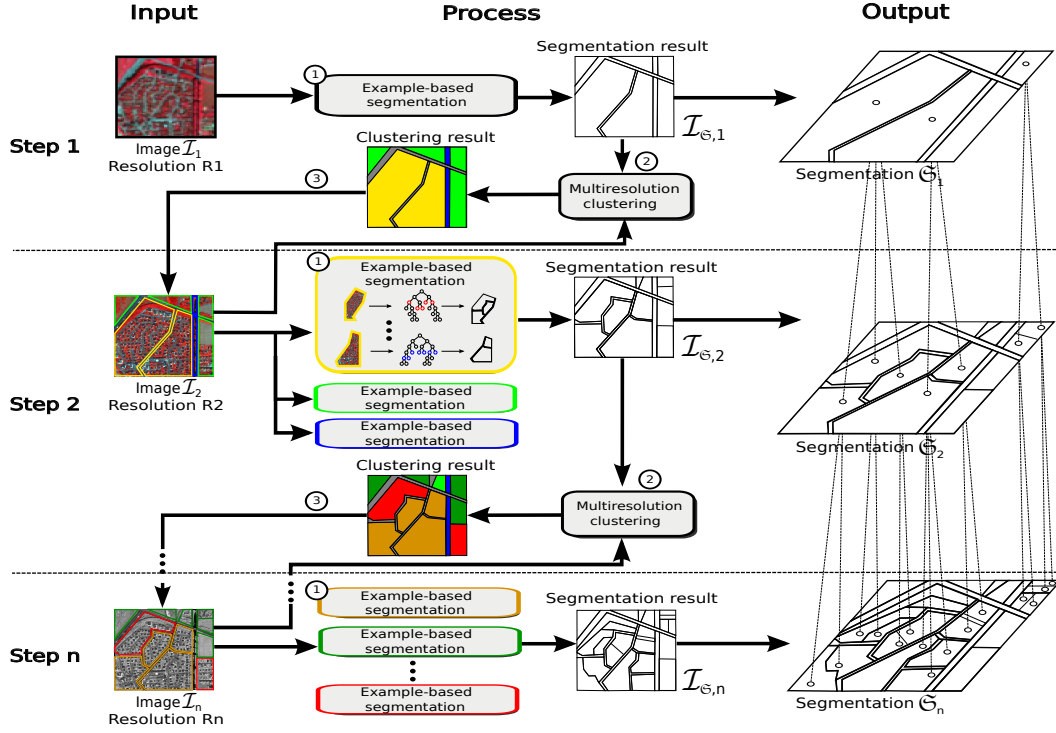 Input
Process
Output
Step 1
Image I₁
Resolution R1
1
Example-based
segmentation
Segmentation result
I𝔖,1
Segmentation 𝔖₁
2
Multiresolution
clustering
Clustering result
3
Step 2
Image I₂
Resolution R2
1
Example-based
segmentation
Example-based
segmentation
Example-based
segmentation
Segmentation result
I𝔖,2
Segmentation 𝔖₂
2
Multiresolution
clustering
Clustering result
3
Step n
Image Iₙ
Resolution Rn
1
Example-based
segmentation
Example-based
segmentation
Example-based
segmentation
Segmentation result
I𝔖,n
Segmentation 𝔖ₙ